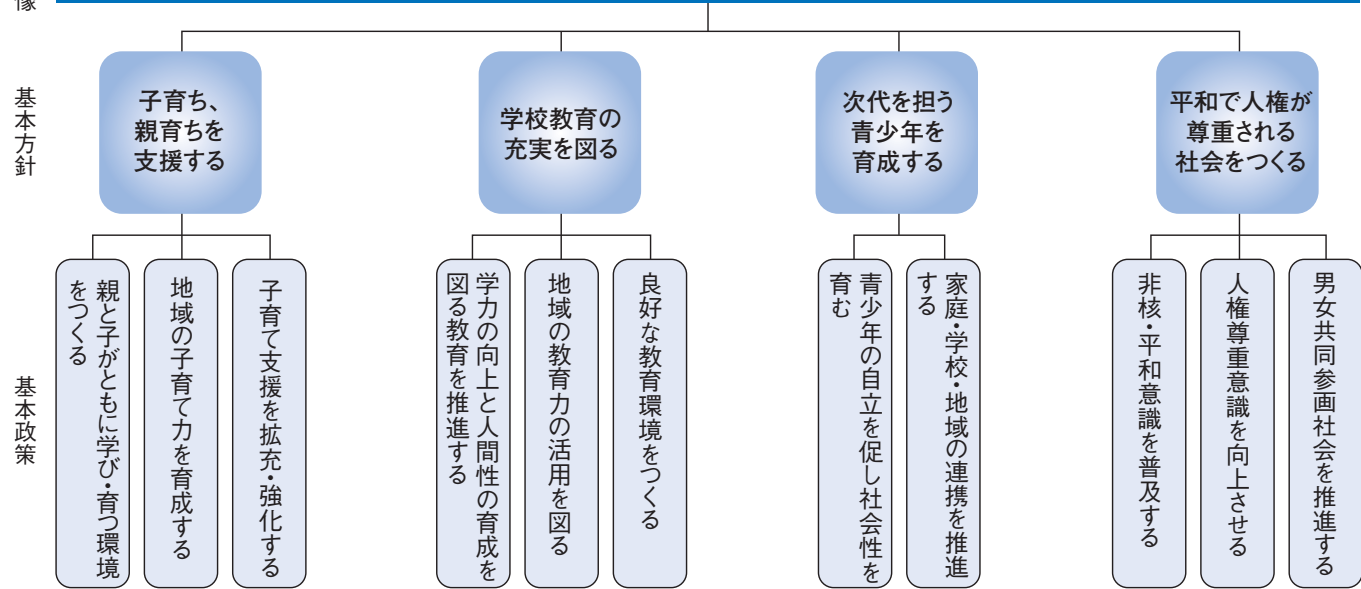 像
基本方針
子育ち、
親育ちを
支援する
学校教育の
充実を図る
次代を担う
青少年を
育成する
平和で人権が
尊重される
社会をつくる
基本政策
親と子がともに学び・育つ環境
をつくる
地域の子育て力を育成する
子育て支援を拡充・強化する
学力の向上と人間性の育成を
図る教育を推進する
地域の教育力の活用を図る
良好な教育環境をつくる
青少年の自立を促し社会性を
育む
家庭・学校・地域の連携を推進
する
非核・平和意識を普及する
人権尊重意識を向上させる
男女共同参画社会を推進する